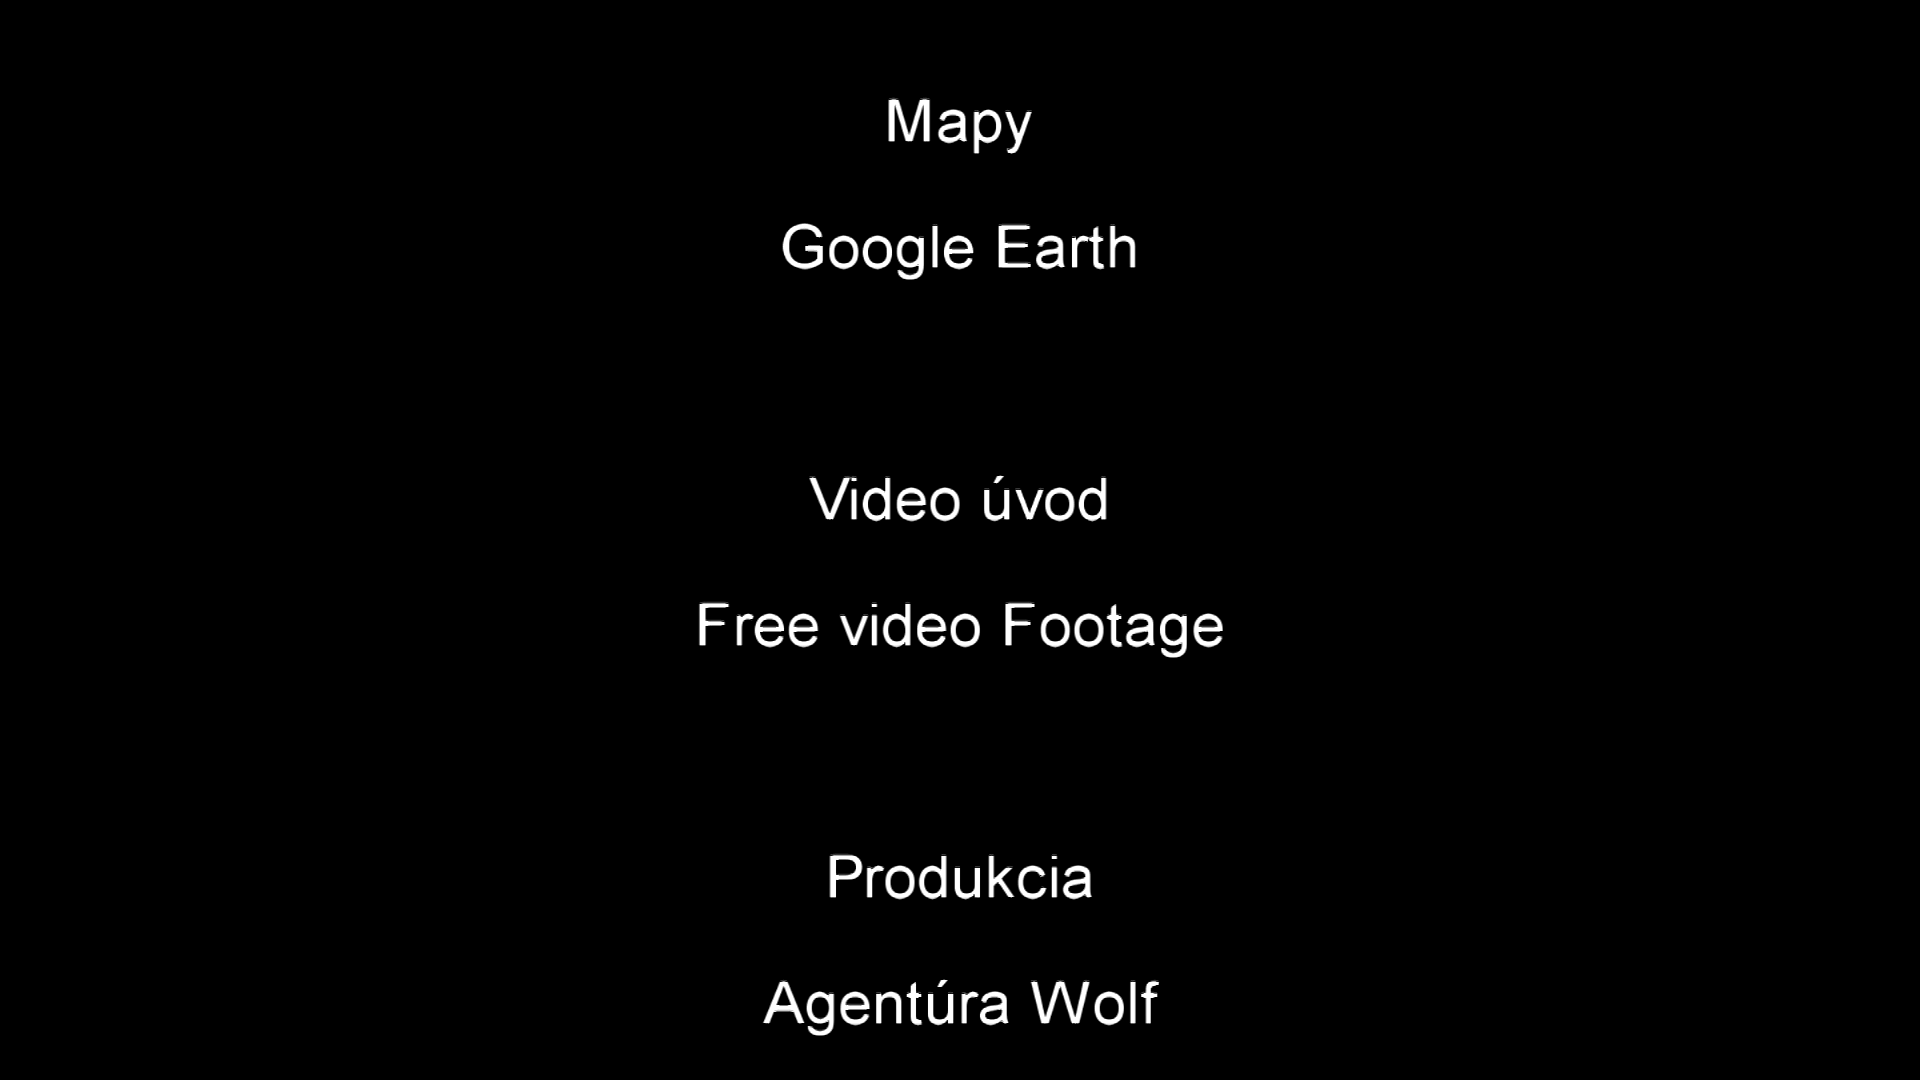 Mapy
Google Earth
Video úvod
Free video Footage
Produkcia
Agentúra Wolf